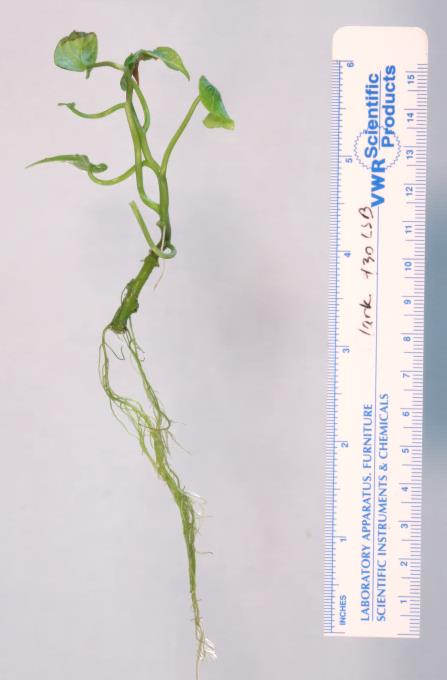 VWR Scientific
Products
LABORATORY APPARATUS, FURNITURE
SCIENTIFIC INSTRUMENTS & CHEMICALS
INCHES
1 2 3 4 5 6
1 2 3 4 5 6 7 8 9 10 11 12 13 14 15